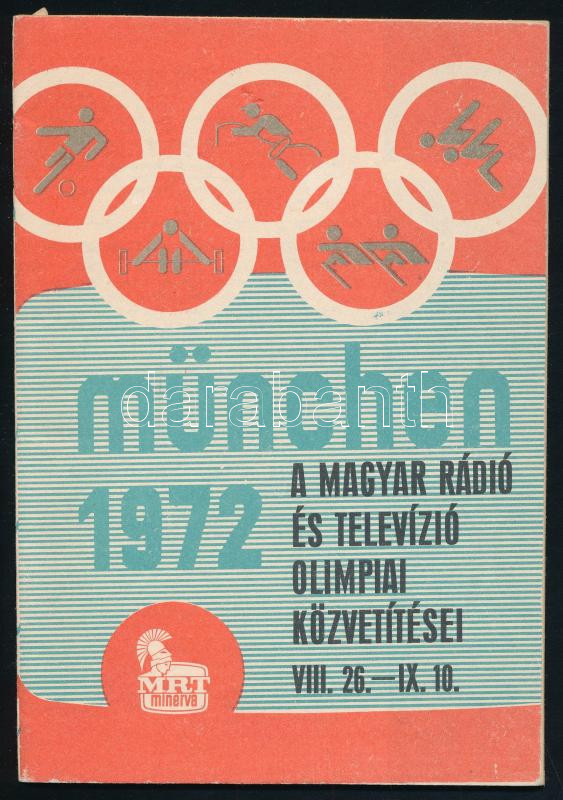 münchen
1972
A MAGYAR RÁDIÓ
ÉS TELEVÍZIÓ
OLIMPIAI
KÖZVETÍTÉSEI
VIII. 26.—IX. 10.
MRT
minerva
darabanth